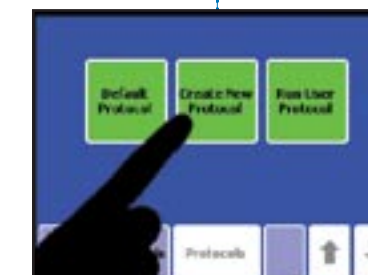 Default
Protocol
Create New
Protocol
Run User
Protocol
Protocols